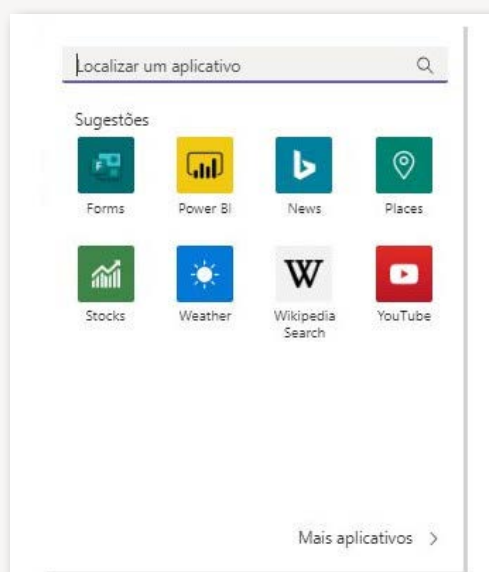 Localizar um aplicativo
Sugestões
F
Forms
Power BI
News
Places
W
Stocks
Weather
Wikipedia
Search
YouTube
Mais aplicativos